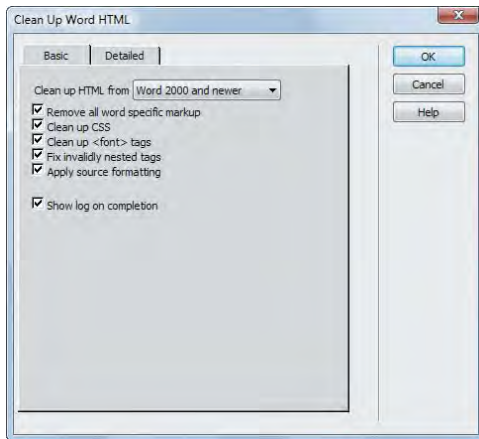 Clean Up Word HTML
Basic
Detailed
OK
Cancel
Help
Clean up HTML from Word 2000 and newer
Remove all word specific markup
Clean up CSS
Clean up <font> tags
Fix invalidly nested tags
Apply source formatting
Show log on completion